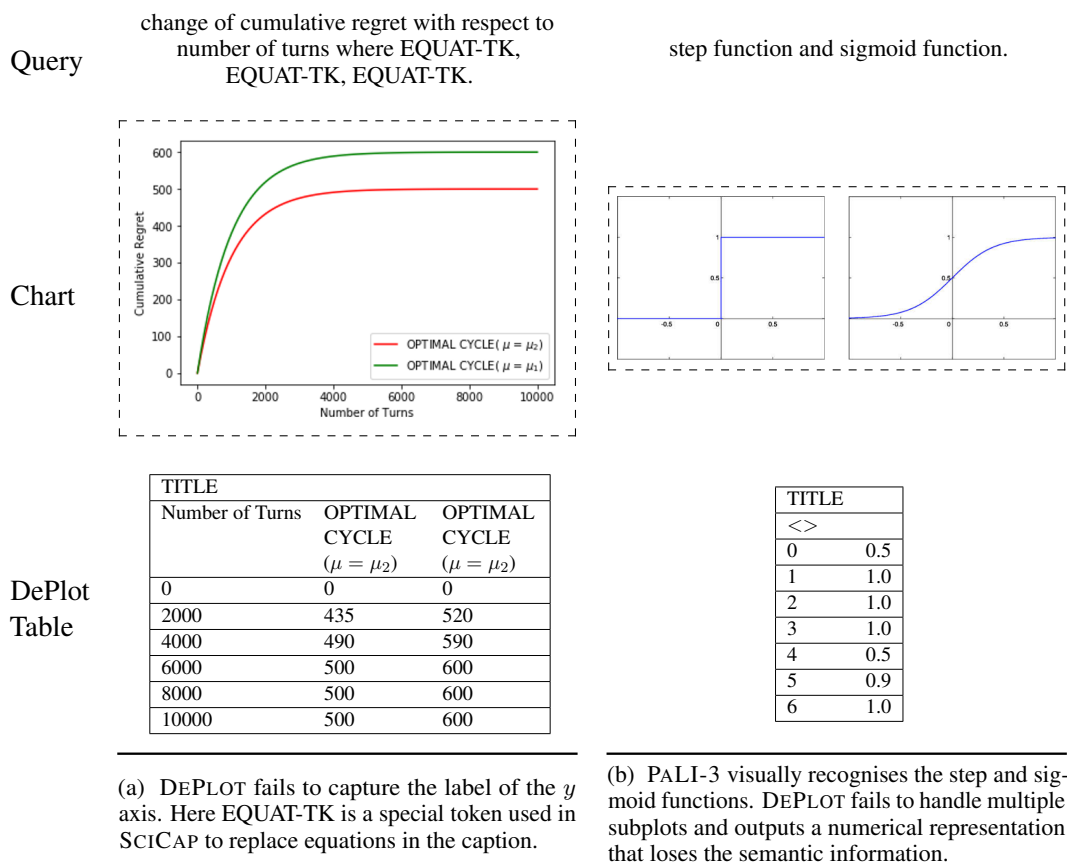 Query
change of cumulative regret with respect to
number of turns where EQUAT-TK,
EQUAT-TK, EQUAT-TK.
step function and sigmoid function.
Chart
Cumulative Regret
600
500
400
300
200
100
0
OPTIMAL CYCLE( μ = μ₂)
OPTIMAL CYCLE( μ = μ₁)
0 2000 4000 6000 8000 10000
Number of Turns
1
0.5
-0.5 0.5
1
0.5
-0.5 0.5
DePlot
Table
TITLE
Number of Turns OPTIMAL OPTIMAL
CYCLE CYCLE
(μ = μ₂) (μ = μ₂)
0 0 0
2000 435 520
4000 490 590
6000 500 600
8000 500 600
10000 500 600
TITLE
<>
0 0.5
1 1.0
2 1.0
3 1.0
4 0.5
5 0.9
6 1.0
(a) DEPLOT fails to capture the label of the y
axis. Here EQUAT-TK is a special token used in
SCICAP to replace equations in the caption.
(b) PALI-3 visually recognises the step and sig-
moid functions. DEPLOT fails to handle multiple
subplots and outputs a numerical representation
that loses the semantic information.